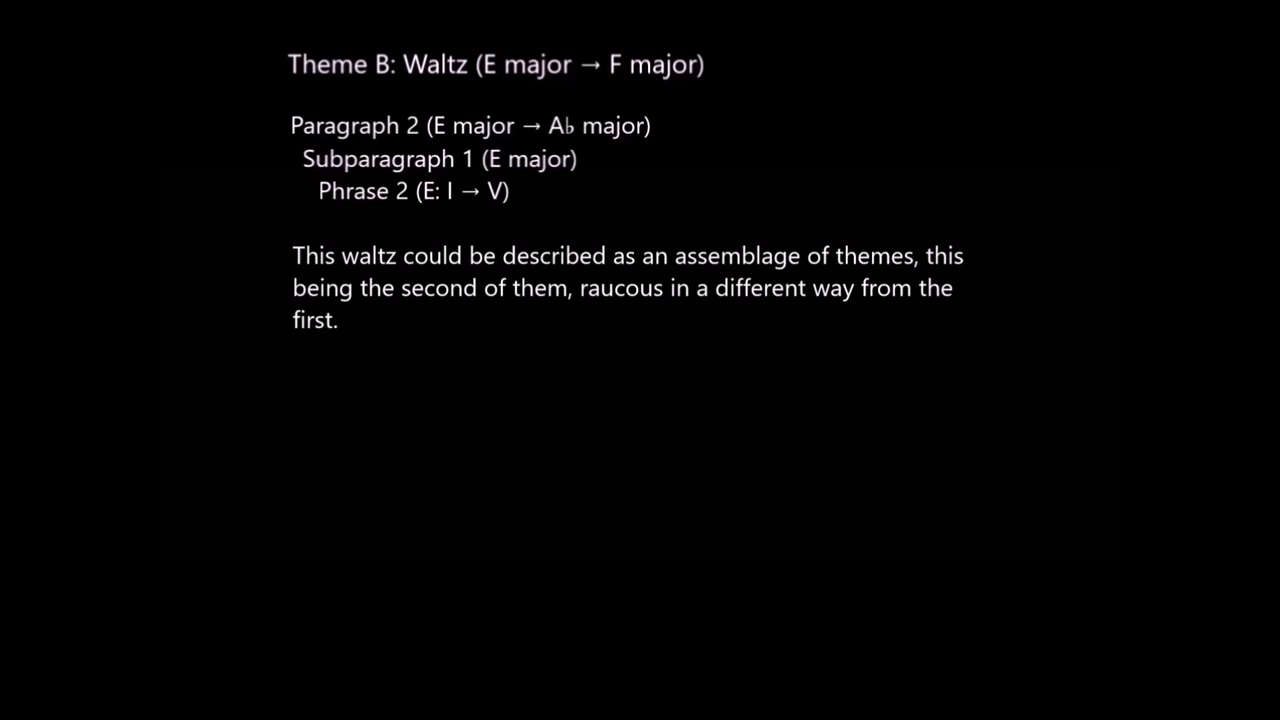 Theme B: Waltz (E major → F major)
Paragraph 2 (E major → A♭ major)
Subparagraph 1 (E major)
Phrase 2 (E: I → V)
This waltz could be described as an assemblage of themes, this
being the second of them, raucous in a different way from the
first.